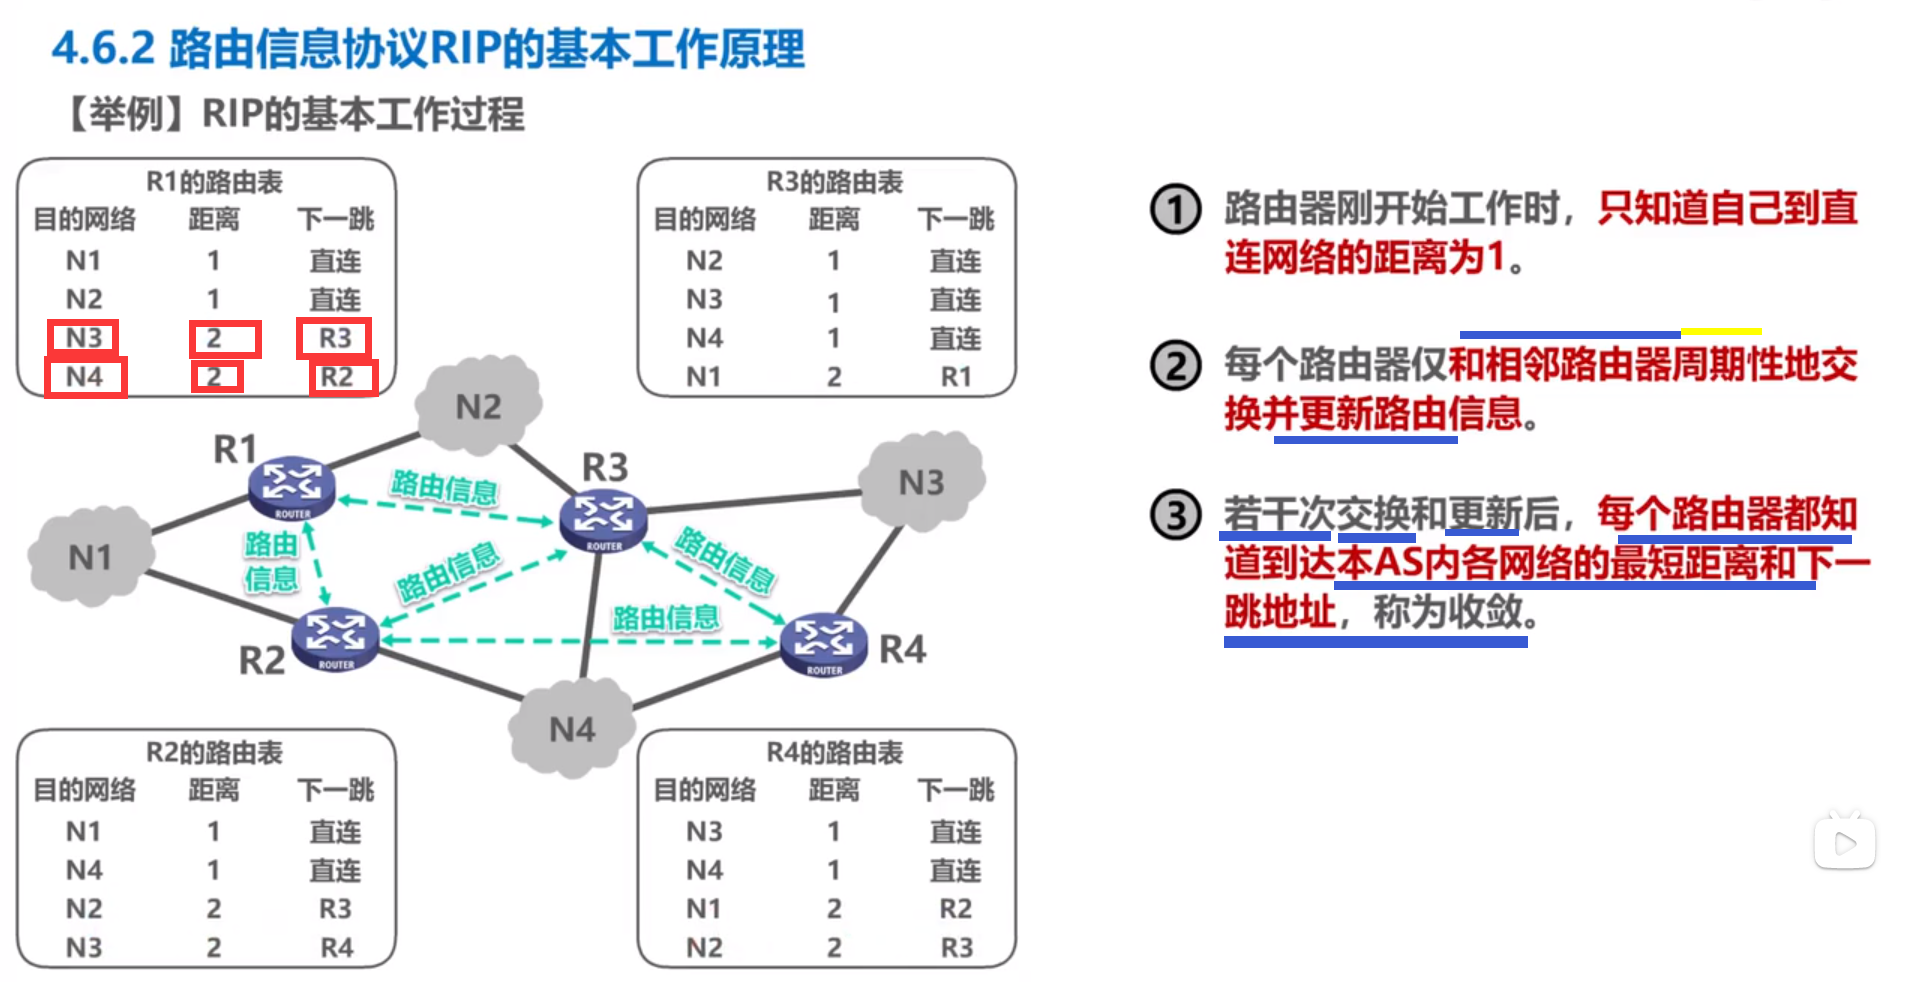 4.6.2 路由信息协议RIP的基本工作原理
【举例】RIP的基本工作过程
R1的路由表
目的网络 距离 下一跳
N1 1 直连
N2 1 直连
N3 2 R3
N4 2 R2
R3的路由表
目的网络 距离 下一跳
N2 1 直连
N3 1 直连
N4 1 直连
N1 2 R1
N2
R1
ROUTER
路由信息
R3
ROUTER
N3
N1
路由
信息
路由信息
路由信息
路由信息
R2
ROUTER
R4
ROUTER
N4
R2的路由表
目的网络 距离 下一跳
N1 1 直连
N4 1 直连
N2 2 R3
N3 2 R4
R4的路由表
目的网络 距离 下一跳
N3 1 直连
N4 1 直连
N1 2 R2
N2 2 R3
1 路由器刚开始工作时，只知道自己到直
连网络的距离为1。
2 每个路由器仅和相邻路由器周期性地交
换并更新路由信息。
3 若干次交换和更新后，每个路由器都知
道到达本AS内各网络的最短距离和下一
跳地址，称为收敛。